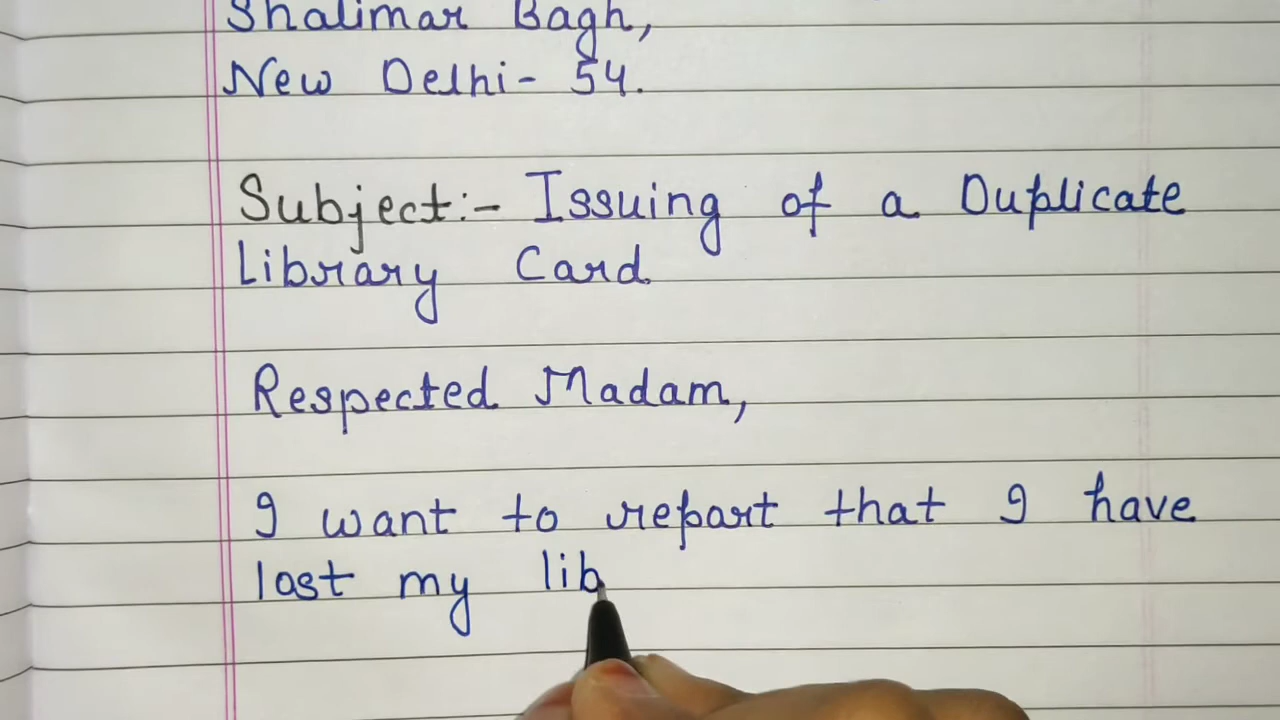 Shalimar Bagh,
New Delhi- 54.
Subject:- Issuing of a Duplicate
Library Card
Respected Madam,
I want to report that I have
lost my lib